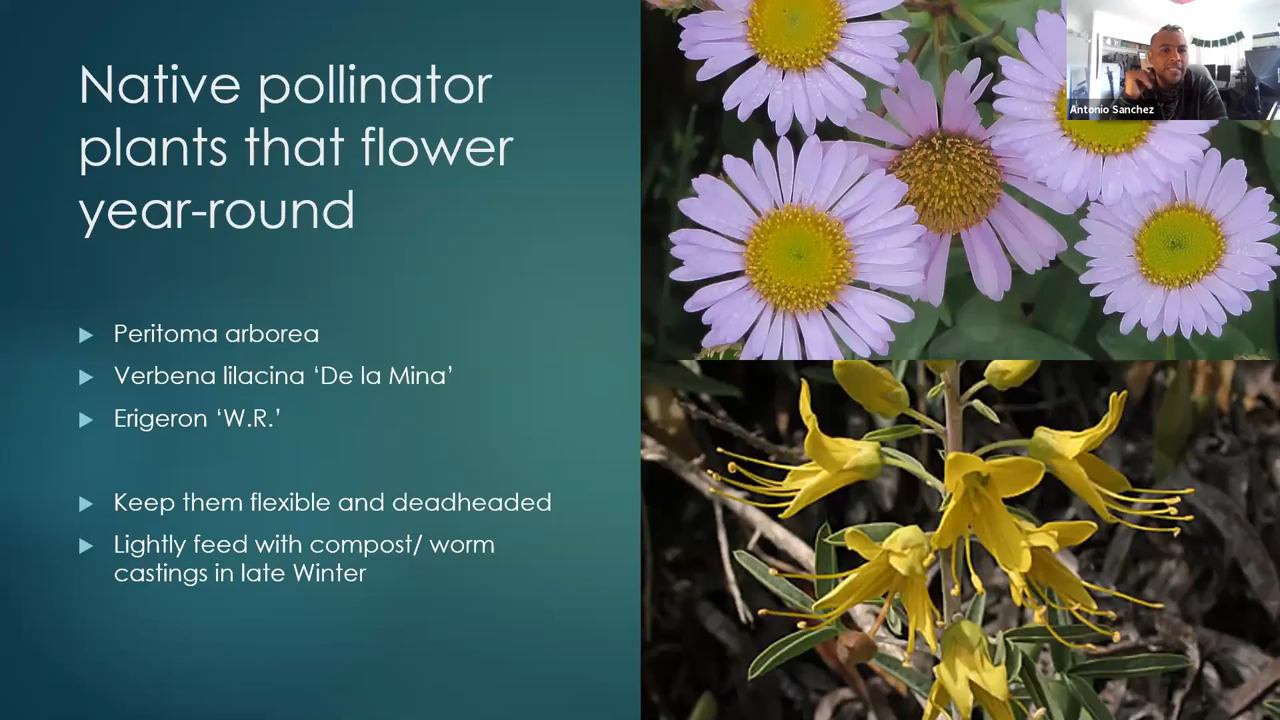 Native pollinator
plants that flower
year-round
Peritoma arborea
Verbena lilacina ‘De la Mina’
Erigeron ‘W.R.’
Keep them flexible and deadheaded
Lightly feed with compost/ worm
castings in late Winter
Antonio Sanchez